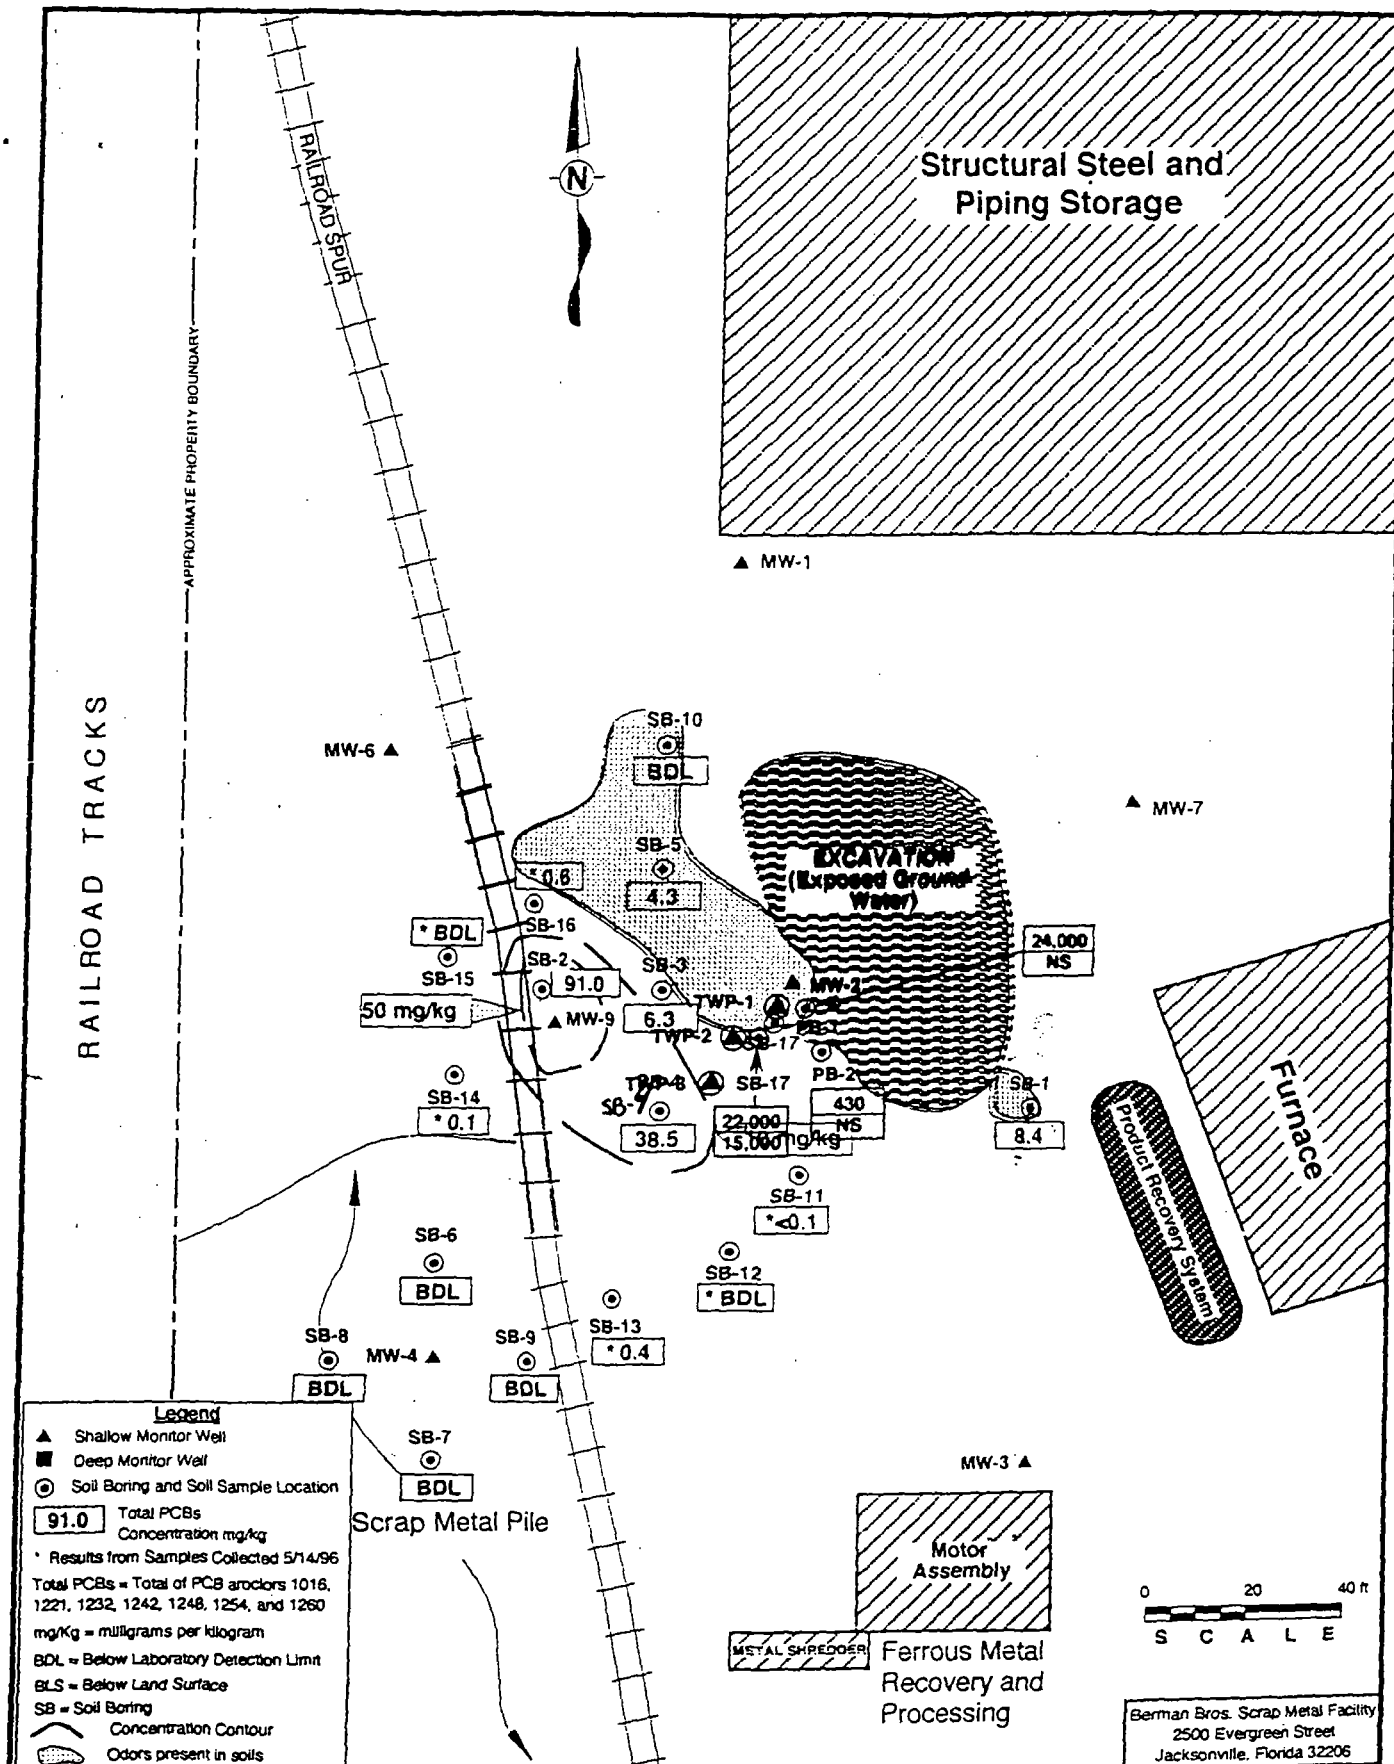 RAILROAD SPUR
N
Structural Steel and
Piping Storage
APPROXIMATE PROPERTY BOUNDARY
MW-1
RAILROAD TRACKS
MW-6
SB-10
BDL
MW-7
SB-5
4.3
EXCAVATION
(Exposed Ground
Water)
* 0.6
SB-16
* BDL
SB-15
24,000
NS
SB-2
91.0
SB-3
6.3
MW-2
TWP-1
50 mg/kg
MW-9
TWP-2
SB-17
PB-1
PB-2
SB-17
SB-14
* 0.1
38.5
22,000
15,000
mg/kg
430
NS
SB-1
8.4
Furnace
Product Recovery System
SB-11
*<0.1
SB-6
BDL
SB-12
* BDL
SB-13
* 0.4
SB-8
BDL
MW-4
SB-9
BDL
SB-7
BDL
Scrap Metal Pile
MW-3
Motor
Assembly
METAL SHREDDER
Ferrous Metal
Recovery and
Processing
0 20 40 ft
S C A L E
Legend
Shallow Monitor Well
Deep Monitor Well
Soil Boring and Soil Sample Location
91.0 Total PCBs
Concentration mg/kg
* Results from Samples Collected 5/14/96
Total PCBs = Total of PCB aroclors 1016,
1221, 1232, 1242, 1248, 1254, and 1260
mg/Kg = milligrams per kilogram
BDL = Below Laboratory Detection Limit
BLS = Below Land Surface
SB = Soil Boring
Concentration Contour
Odors present in soils
Berman Bros. Scrap Metal Facility
2500 Evergreen Street
Jacksonville, Florida 32206